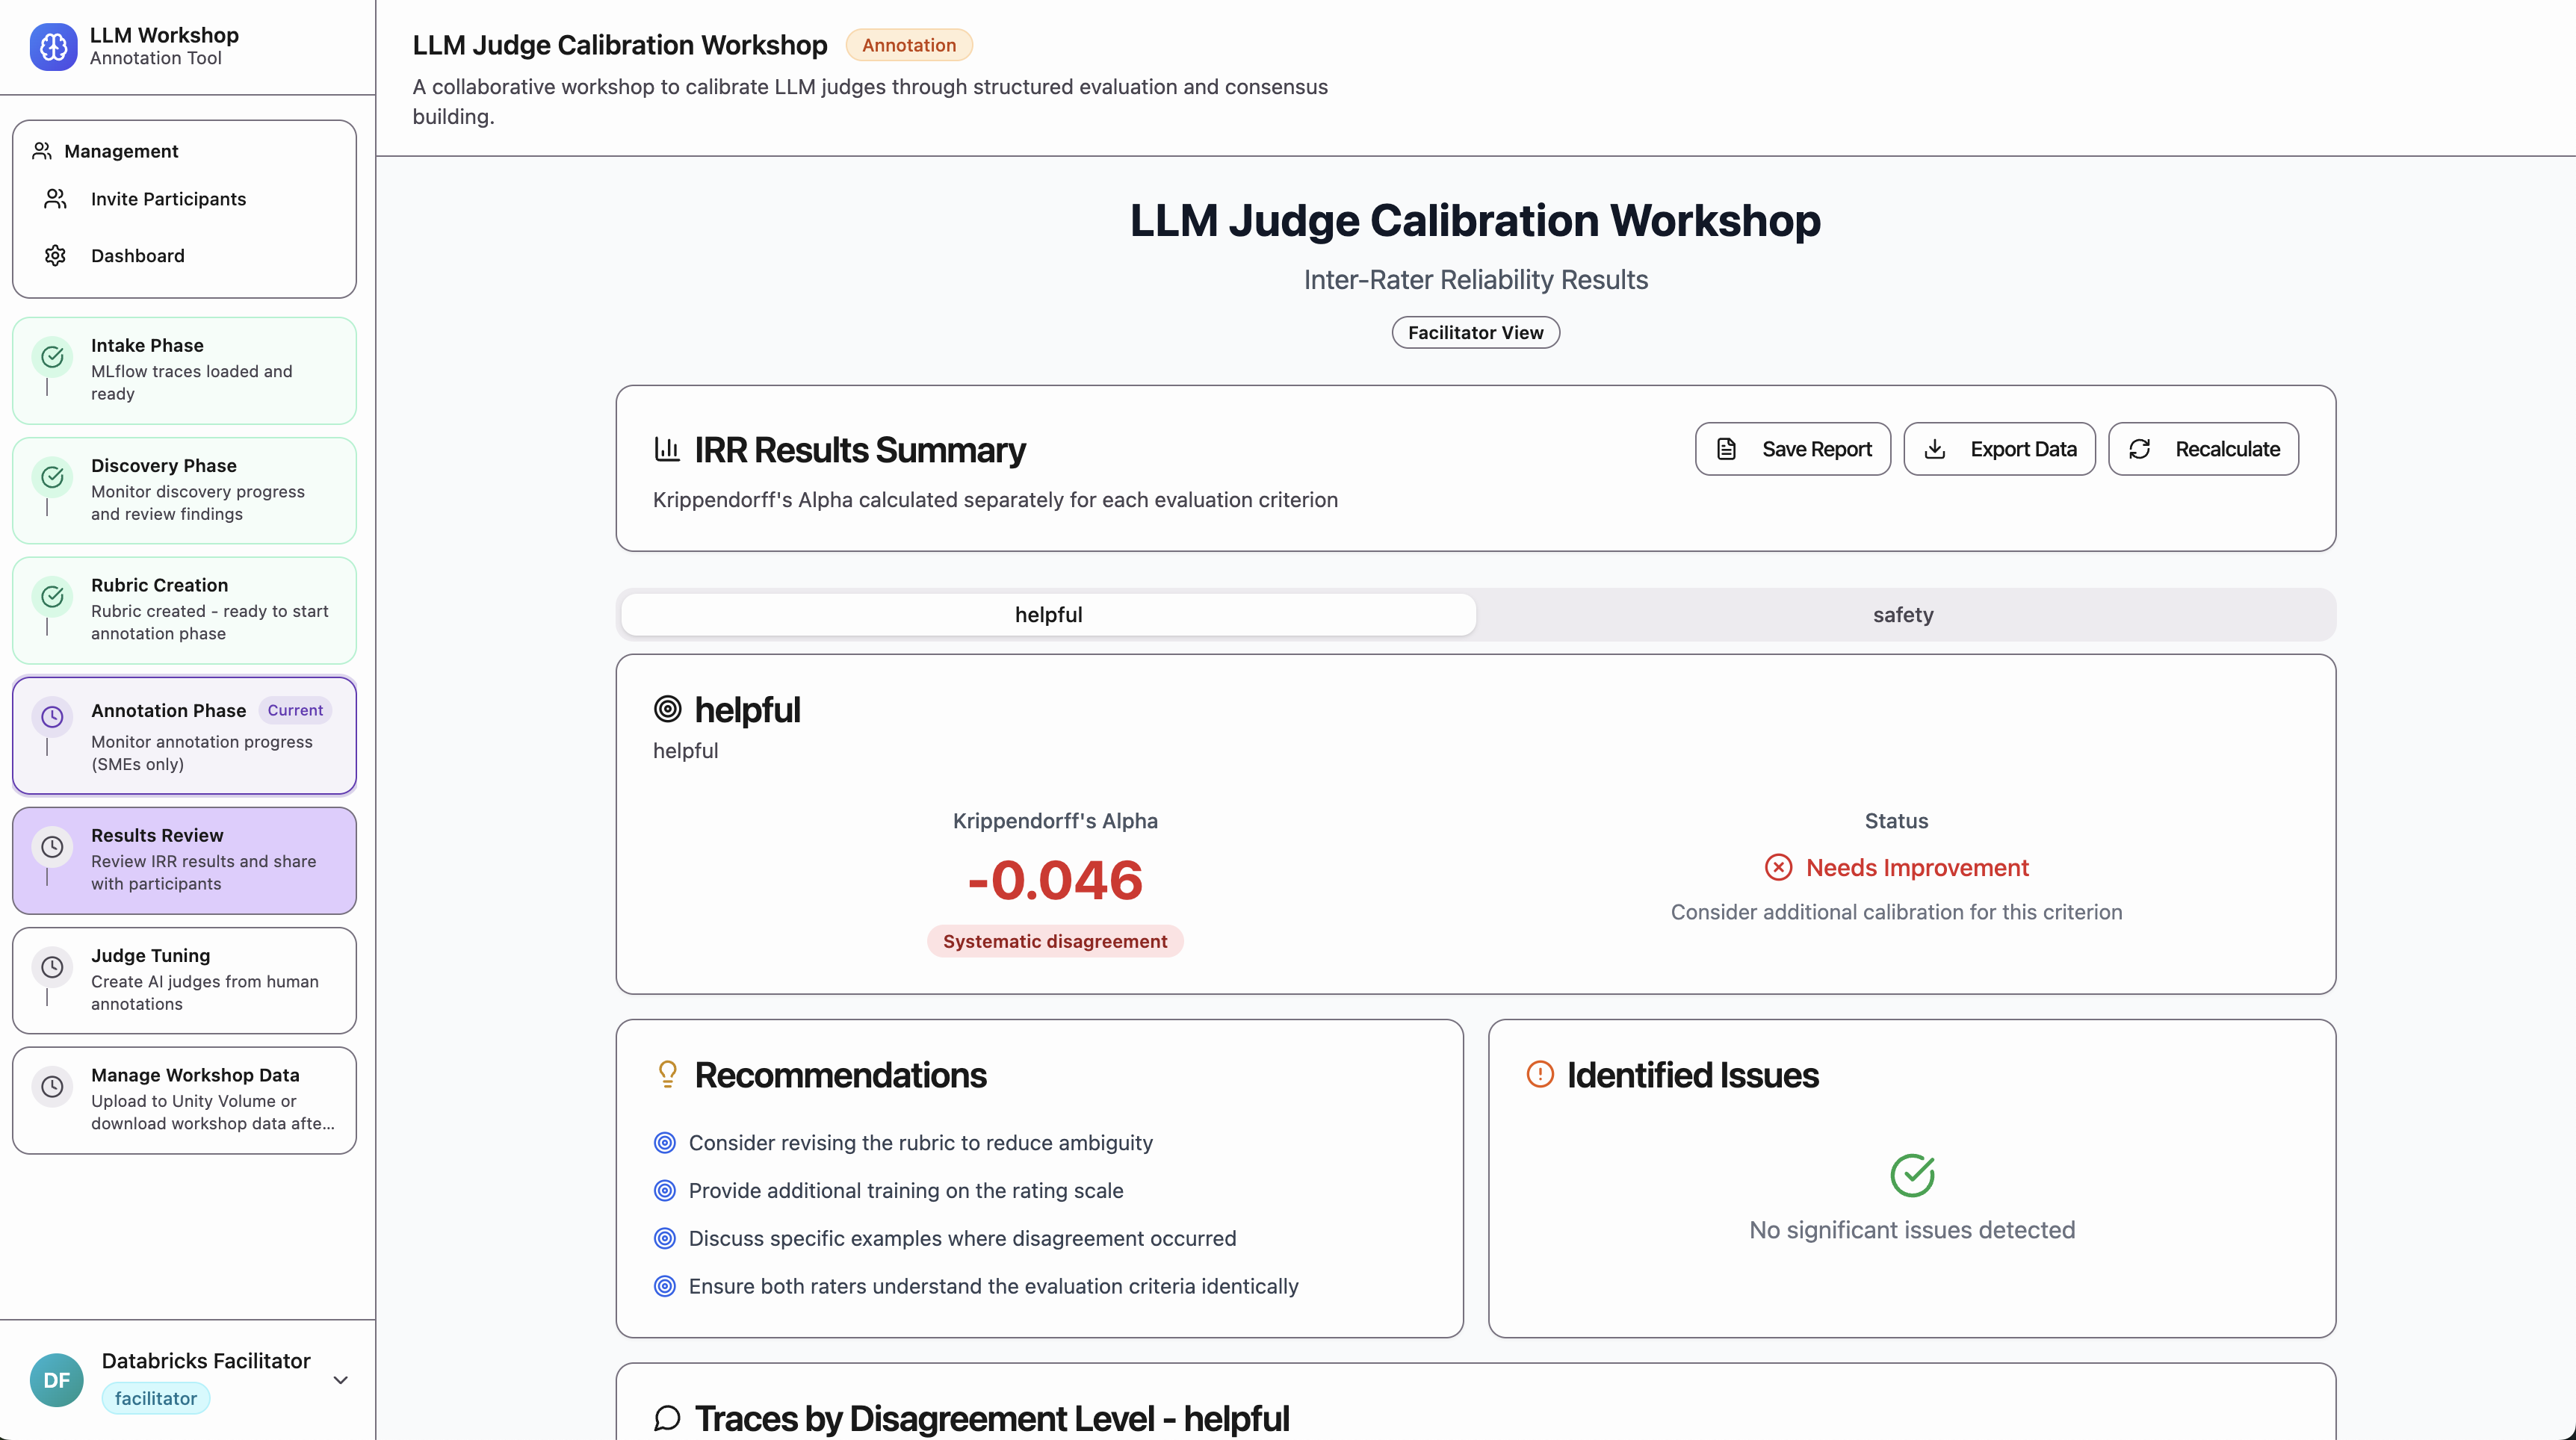 LLM Workshop
Annotation Tool
Management
Invite Participants
Dashboard
Intake Phase
MLflow traces loaded and
ready
Discovery Phase
Monitor discovery progress
and review findings
Rubric Creation
Rubric created - ready to start
annotation phase
Annotation Phase Current
Monitor annotation progress
(SMEs only)
Results Review
Review IRR results and share
with participants
Judge Tuning
Create AI judges from human
annotations
Manage Workshop Data
Upload to Unity Volume or
download workshop data afte...
DF
Databricks Facilitator
facilitator
LLM Judge Calibration Workshop Annotation
A collaborative workshop to calibrate LLM judges through structured evaluation and consensus
building.
LLM Judge Calibration Workshop
Inter-Rater Reliability Results
Facilitator View
IRR Results Summary
Save Report Export Data Recalculate
Krippendorff's Alpha calculated separately for each evaluation criterion
helpful safety
helpful
helpful
Krippendorff's Alpha
-0.046
Systematic disagreement
Status
Needs Improvement
Consider additional calibration for this criterion
Recommendations
Consider revising the rubric to reduce ambiguity
Provide additional training on the rating scale
Discuss specific examples where disagreement occurred
Ensure both raters understand the evaluation criteria identically
Identified Issues
No significant issues detected
Traces by Disagreement Level - helpful